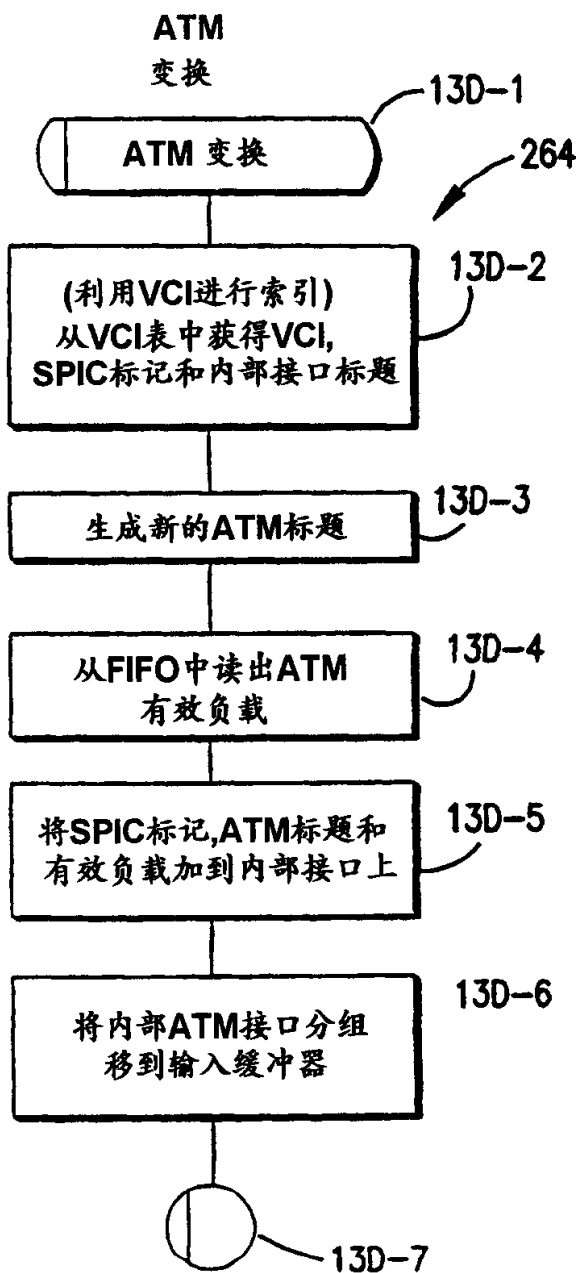 ATM
变换
13D-1
ATM 变换
264
13D-2
(利用VCI进行索引)
从VCI表中获得VCI,
SPIC标记和内部接口标题
13D-3
生成新的ATM标题
13D-4
从FIFO中读出ATM
有效负载
13D-5
将SPIC标记,ATM标题和
有效负载加到内部接口上
13D-6
将内部ATM接口分组
移到输入缓冲器
13D-7